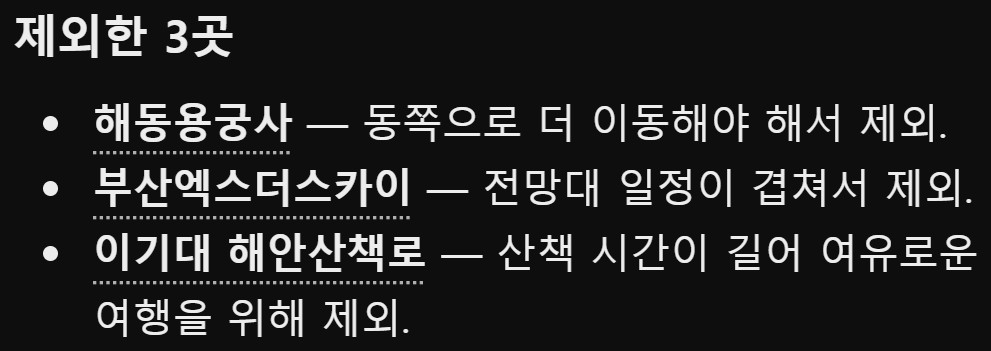 제외한 3곳
• 해동용궁사 — 동쪽으로 더 이동해야 해서 제외.
• 부산엑스더스카이 — 전망대 일정이 겹쳐서 제외.
• 이기대 해안산책로 — 산책 시간이 길어 여유로운
여행을 위해 제외.